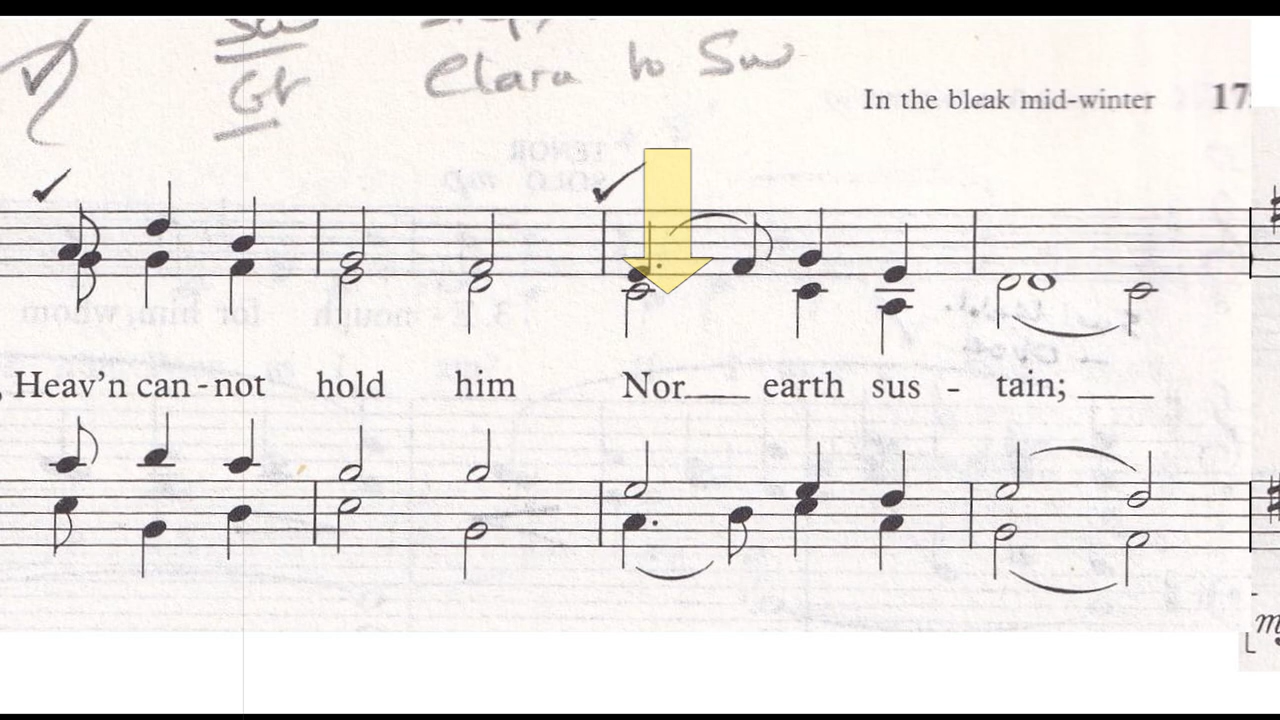 Sw
Gt
Clara to Sw
In the bleak mid-winter 17
, Heav'n can - not hold him Nor earth sus - tain;